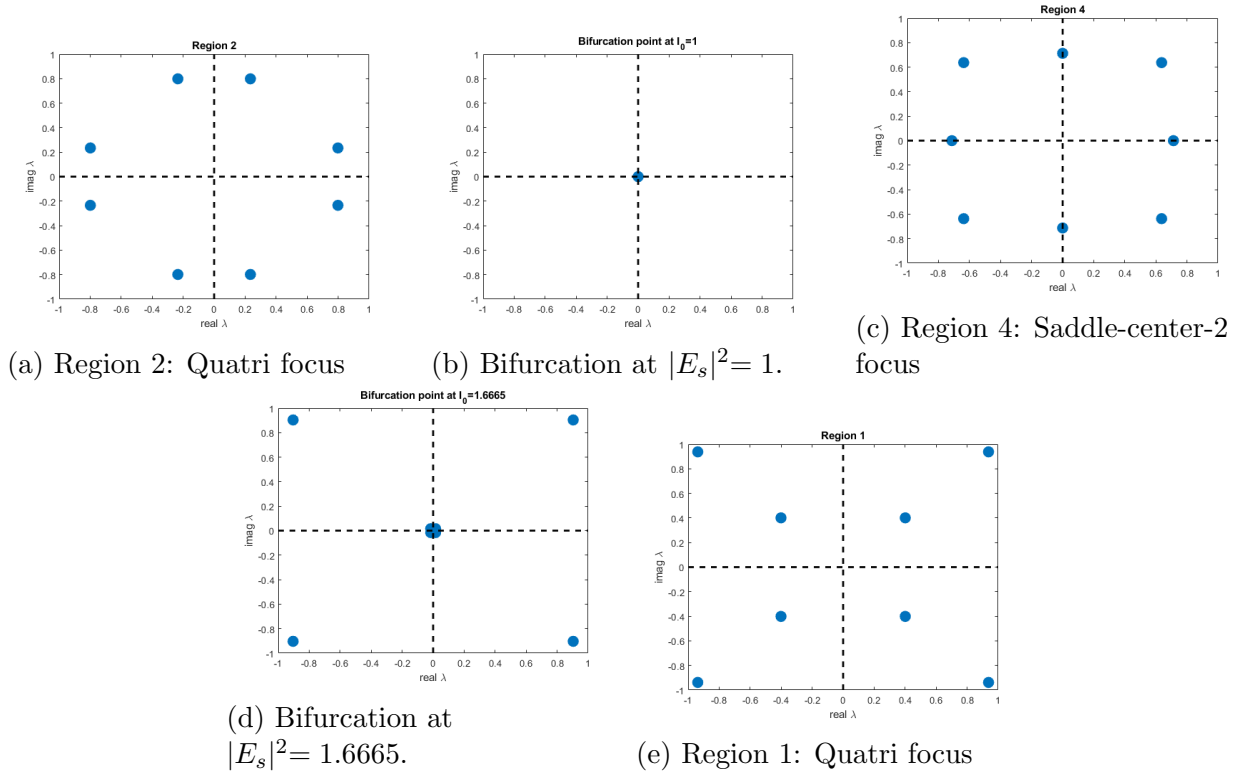 Region 2
1
0.8
0.6
0.4
0.2
0
-0.2
-0.4
-0.6
-0.8
-1
imag λ
-1 -0.8 -0.6 -0.4 -0.2 0 0.2 0.4 0.6 0.8 1
real λ
(a) Region 2: Quatri focus
Bifurcation point at I₀=1
1
0.8
0.6
0.4
0.2
0
-0.2
-0.4
-0.6
-0.8
-1
imag λ
-1 -0.8 -0.6 -0.4 -0.2 0 0.2 0.4 0.6 0.8 1
real λ
(b) Bifurcation at |E_s|²= 1.
Region 4
1
0.8
0.6
0.4
0.2
0
-0.2
-0.4
-0.6
-0.8
-1
imag λ
-1 -0.8 -0.6 -0.4 -0.2 0 0.2 0.4 0.6 0.8 1
real λ
(c) Region 4: Saddle-center-2
focus
Bifurcation point at I₀=1.6665
1
0.8
0.6
0.4
0.2
0
-0.2
-0.4
-0.6
-0.8
-1
imag λ
-1 -0.8 -0.6 -0.4 -0.2 0 0.2 0.4 0.6 0.8 1
real λ
(d) Bifurcation at
|E_s|²= 1.6665.
Region 1
1
0.8
0.6
0.4
0.2
0
-0.2
-0.4
-0.6
-0.8
-1
imag λ
-1 -0.8 -0.6 -0.4 -0.2 0 0.2 0.4 0.6 0.8 1
real λ
(e) Region 1: Quatri focus